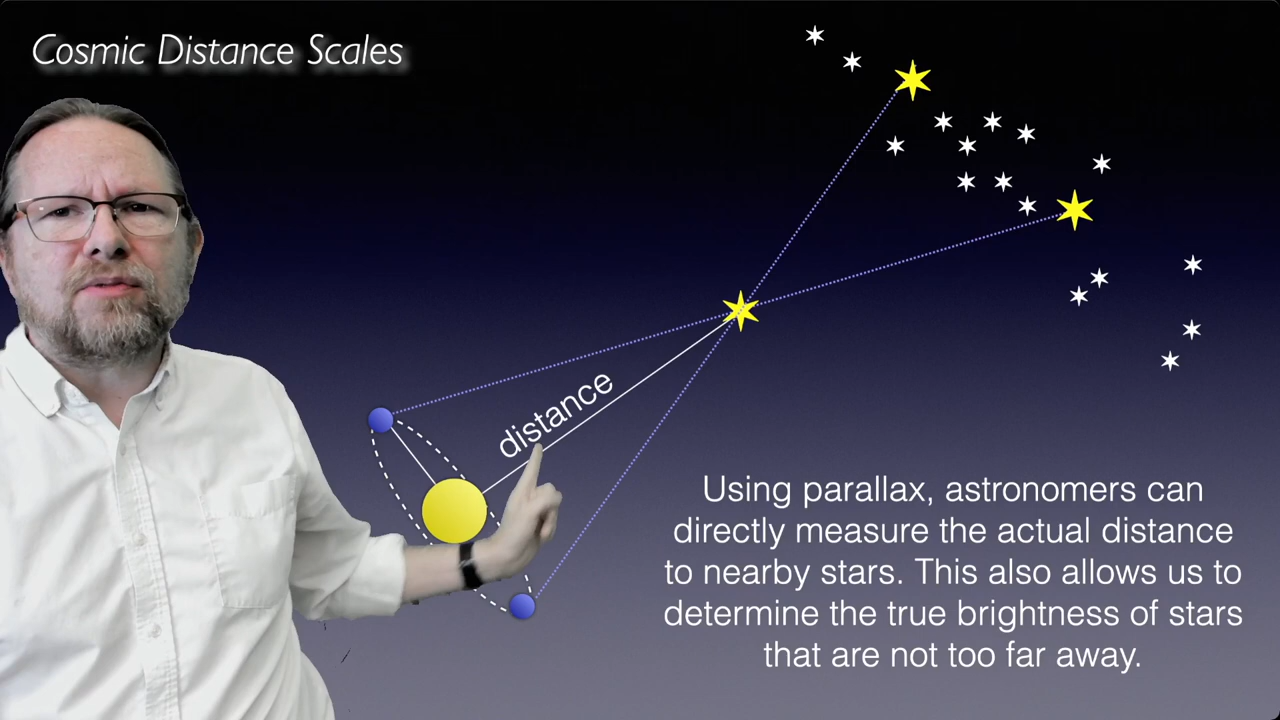 Cosmic Distance Scales
distance
Using parallax, astronomers can
directly measure the actual distance
to nearby stars. This also allows us to
determine the true brightness of stars
that are not too far away.